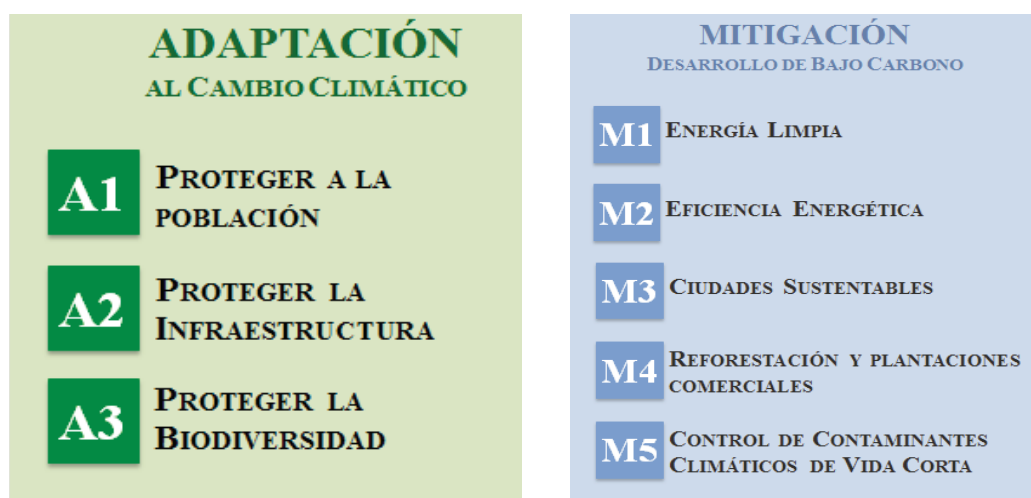 ADAPTACIÓN
AL CAMBIO CLIMÁTICO
A1 PROTEGER A LA
POBLACIÓN
A2 PROTEGER LA
INFRAESTRUCTURA
A3 PROTEGER LA
BIODIVERSIDAD
MITIGACIÓN
DESARROLLO DE BAJO CARBONO
M1 ENERGÍA LIMPIA
M2 EFICIENCIA ENERGÉTICA
M3 CIUDADES SUSTENTABLES
M4 REFORESTACIÓN Y PLANTACIONES
COMERCIALES
M5 CONTROL DE CONTAMINANTES
CLIMÁTICOS DE VIDA CORTA